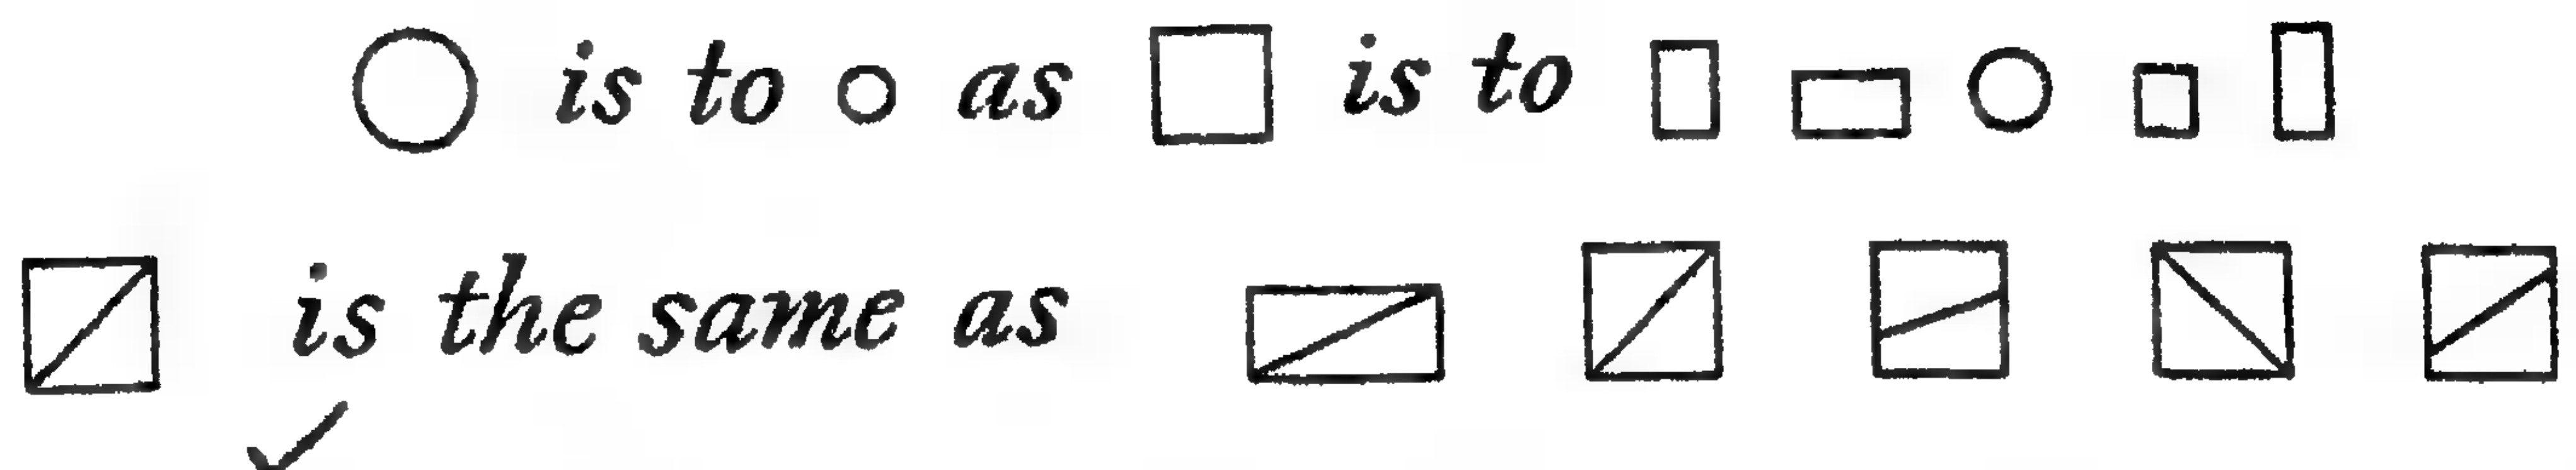 is to as is to
is the same as